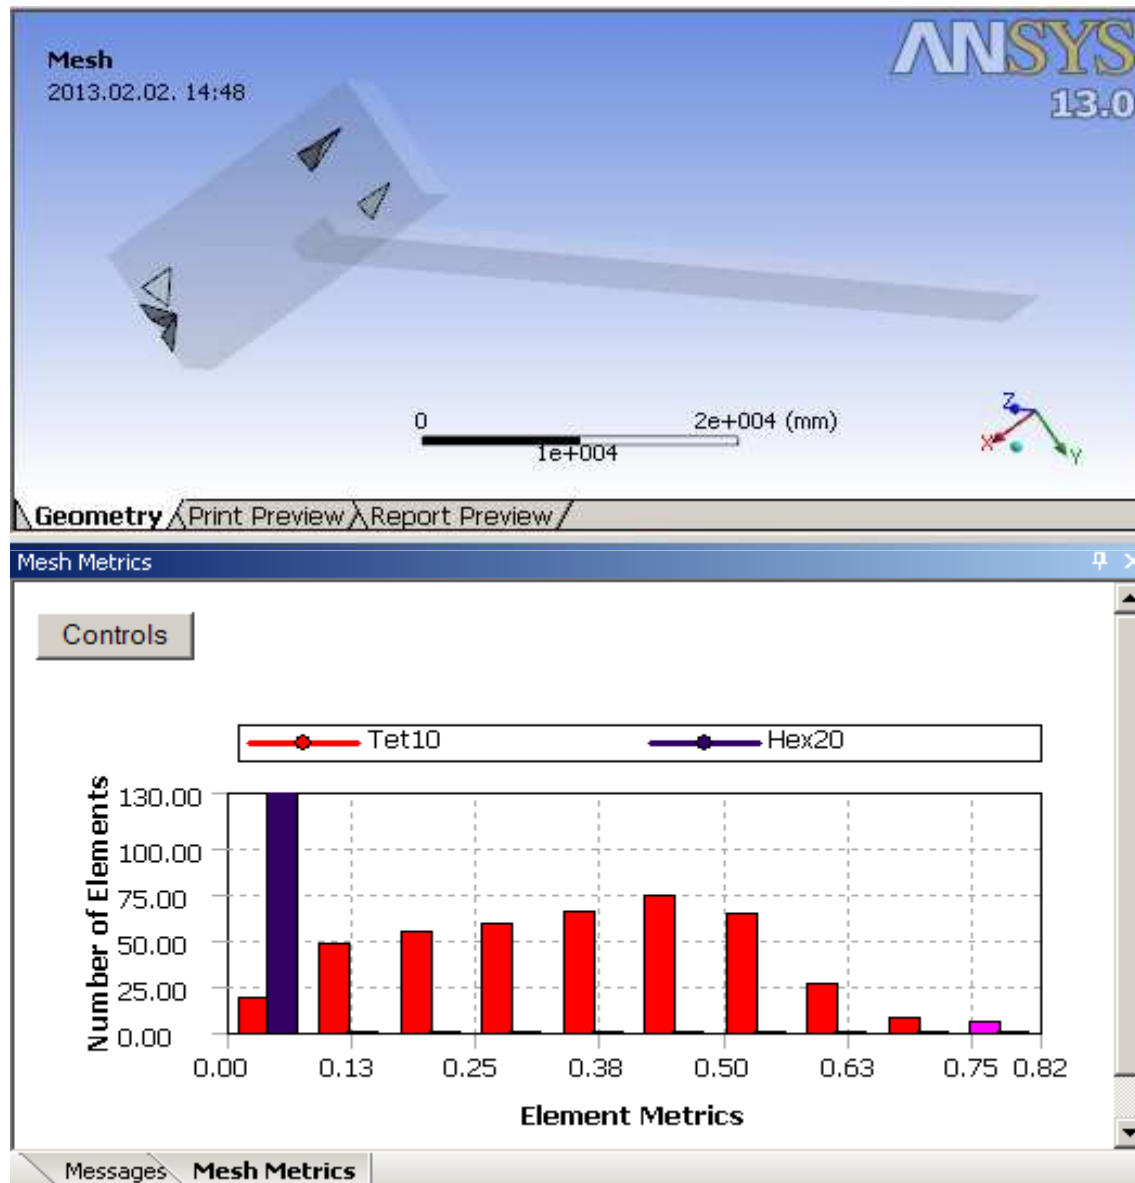 ANSYS
Mesh
2013.02.02. 14:48
13.0
0
2e+004 (mm)
1e+004
Z
X
Y
Geometry Print Preview Report Preview
Mesh Metrics
Controls
Tet10 Hex20
Number of Elements
130.00
100.00
75.00
50.00
25.00
0.00
0.00 0.13 0.25 0.38 0.50 0.63 0.75 0.82
Element Metrics
Messages Mesh Metrics